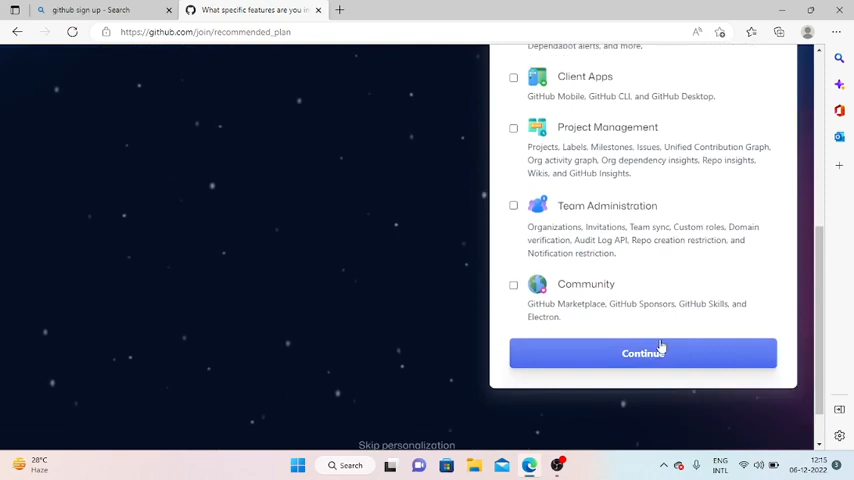 github sign up - Search
What specific features are you in
https://github.com/join/recommended_plan
Dependabot alerts, and more,
Client Apps
GitHub Mobile, GitHub CLI, and GitHub Desktop.
Project Management
Projects, Labels, Milestones, Issues, Unified Contribution Graph,
Org activity graph, Org dependency insights, Repo insights,
Wikis, and GitHub Insights.
Team Administration
Organizations, Invitations, Team sync, Custom roles, Domain
verification, Audit Log API, Repo creation restriction, and
Notification restriction.
Community
GitHub Marketplace, GitHub Sponsors, GitHub Skills, and
Electron.
Continue
Skip personalization
28°C
Haze
Search
ENG
INTL
12:15
06-12-2022
3